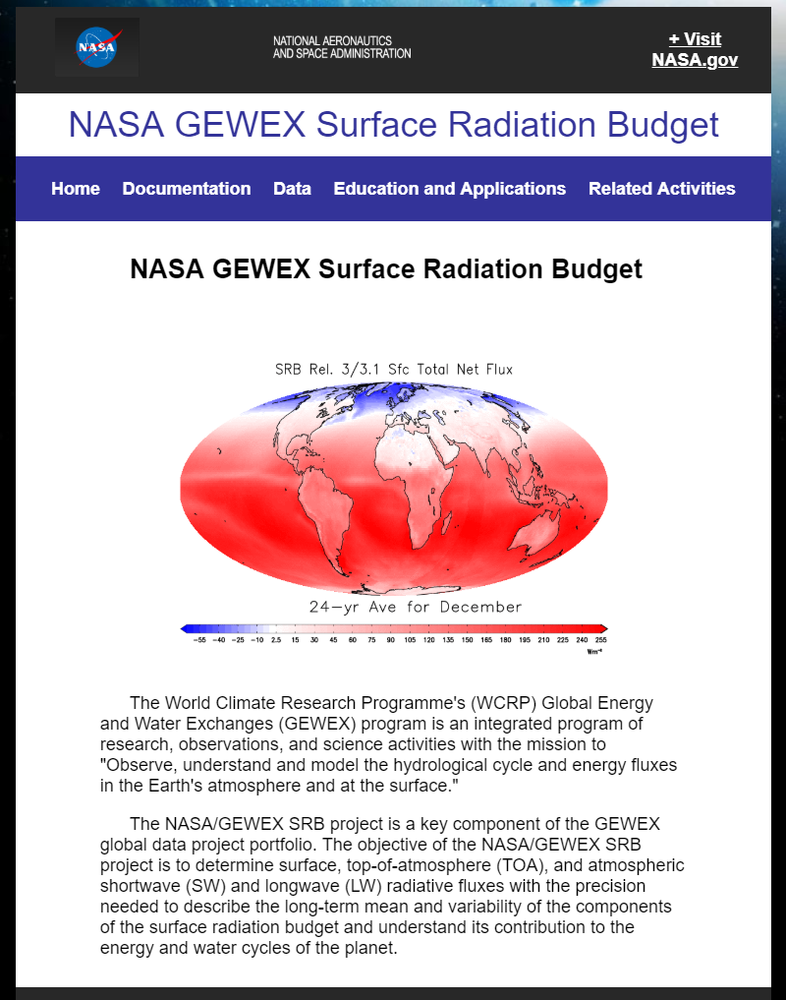 NASA
NATIONAL AERONAUTICS
AND SPACE ADMINISTRATION
+ Visit
NASA.gov
NASA GEWEX Surface Radiation Budget
Home Documentation Data Education and Applications Related Activities
NASA GEWEX Surface Radiation Budget
SRB Rel. 3/3.1 Sfc Total Net Flux
24-yr Ave for December
-55 -40 -25 -10 2.5 15 30 45 60 75 90 105 120 135 150 165 180 195 210 225 240 255
Wm⁻²
The World Climate Research Programme's (WCRP) Global Energy
and Water Exchanges (GEWEX) program is an integrated program of
research, observations, and science activities with the mission to
"Observe, understand and model the hydrological cycle and energy fluxes
in the Earth's atmosphere and at the surface."
The NASA/GEWEX SRB project is a key component of the GEWEX
global data project portfolio. The objective of the NASA/GEWEX SRB
project is to determine surface, top-of-atmosphere (TOA), and atmospheric
shortwave (SW) and longwave (LW) radiative fluxes with the precision
needed to describe the long-term mean and variability of the components
of the surface radiation budget and understand its contribution to the
energy and water cycles of the planet.